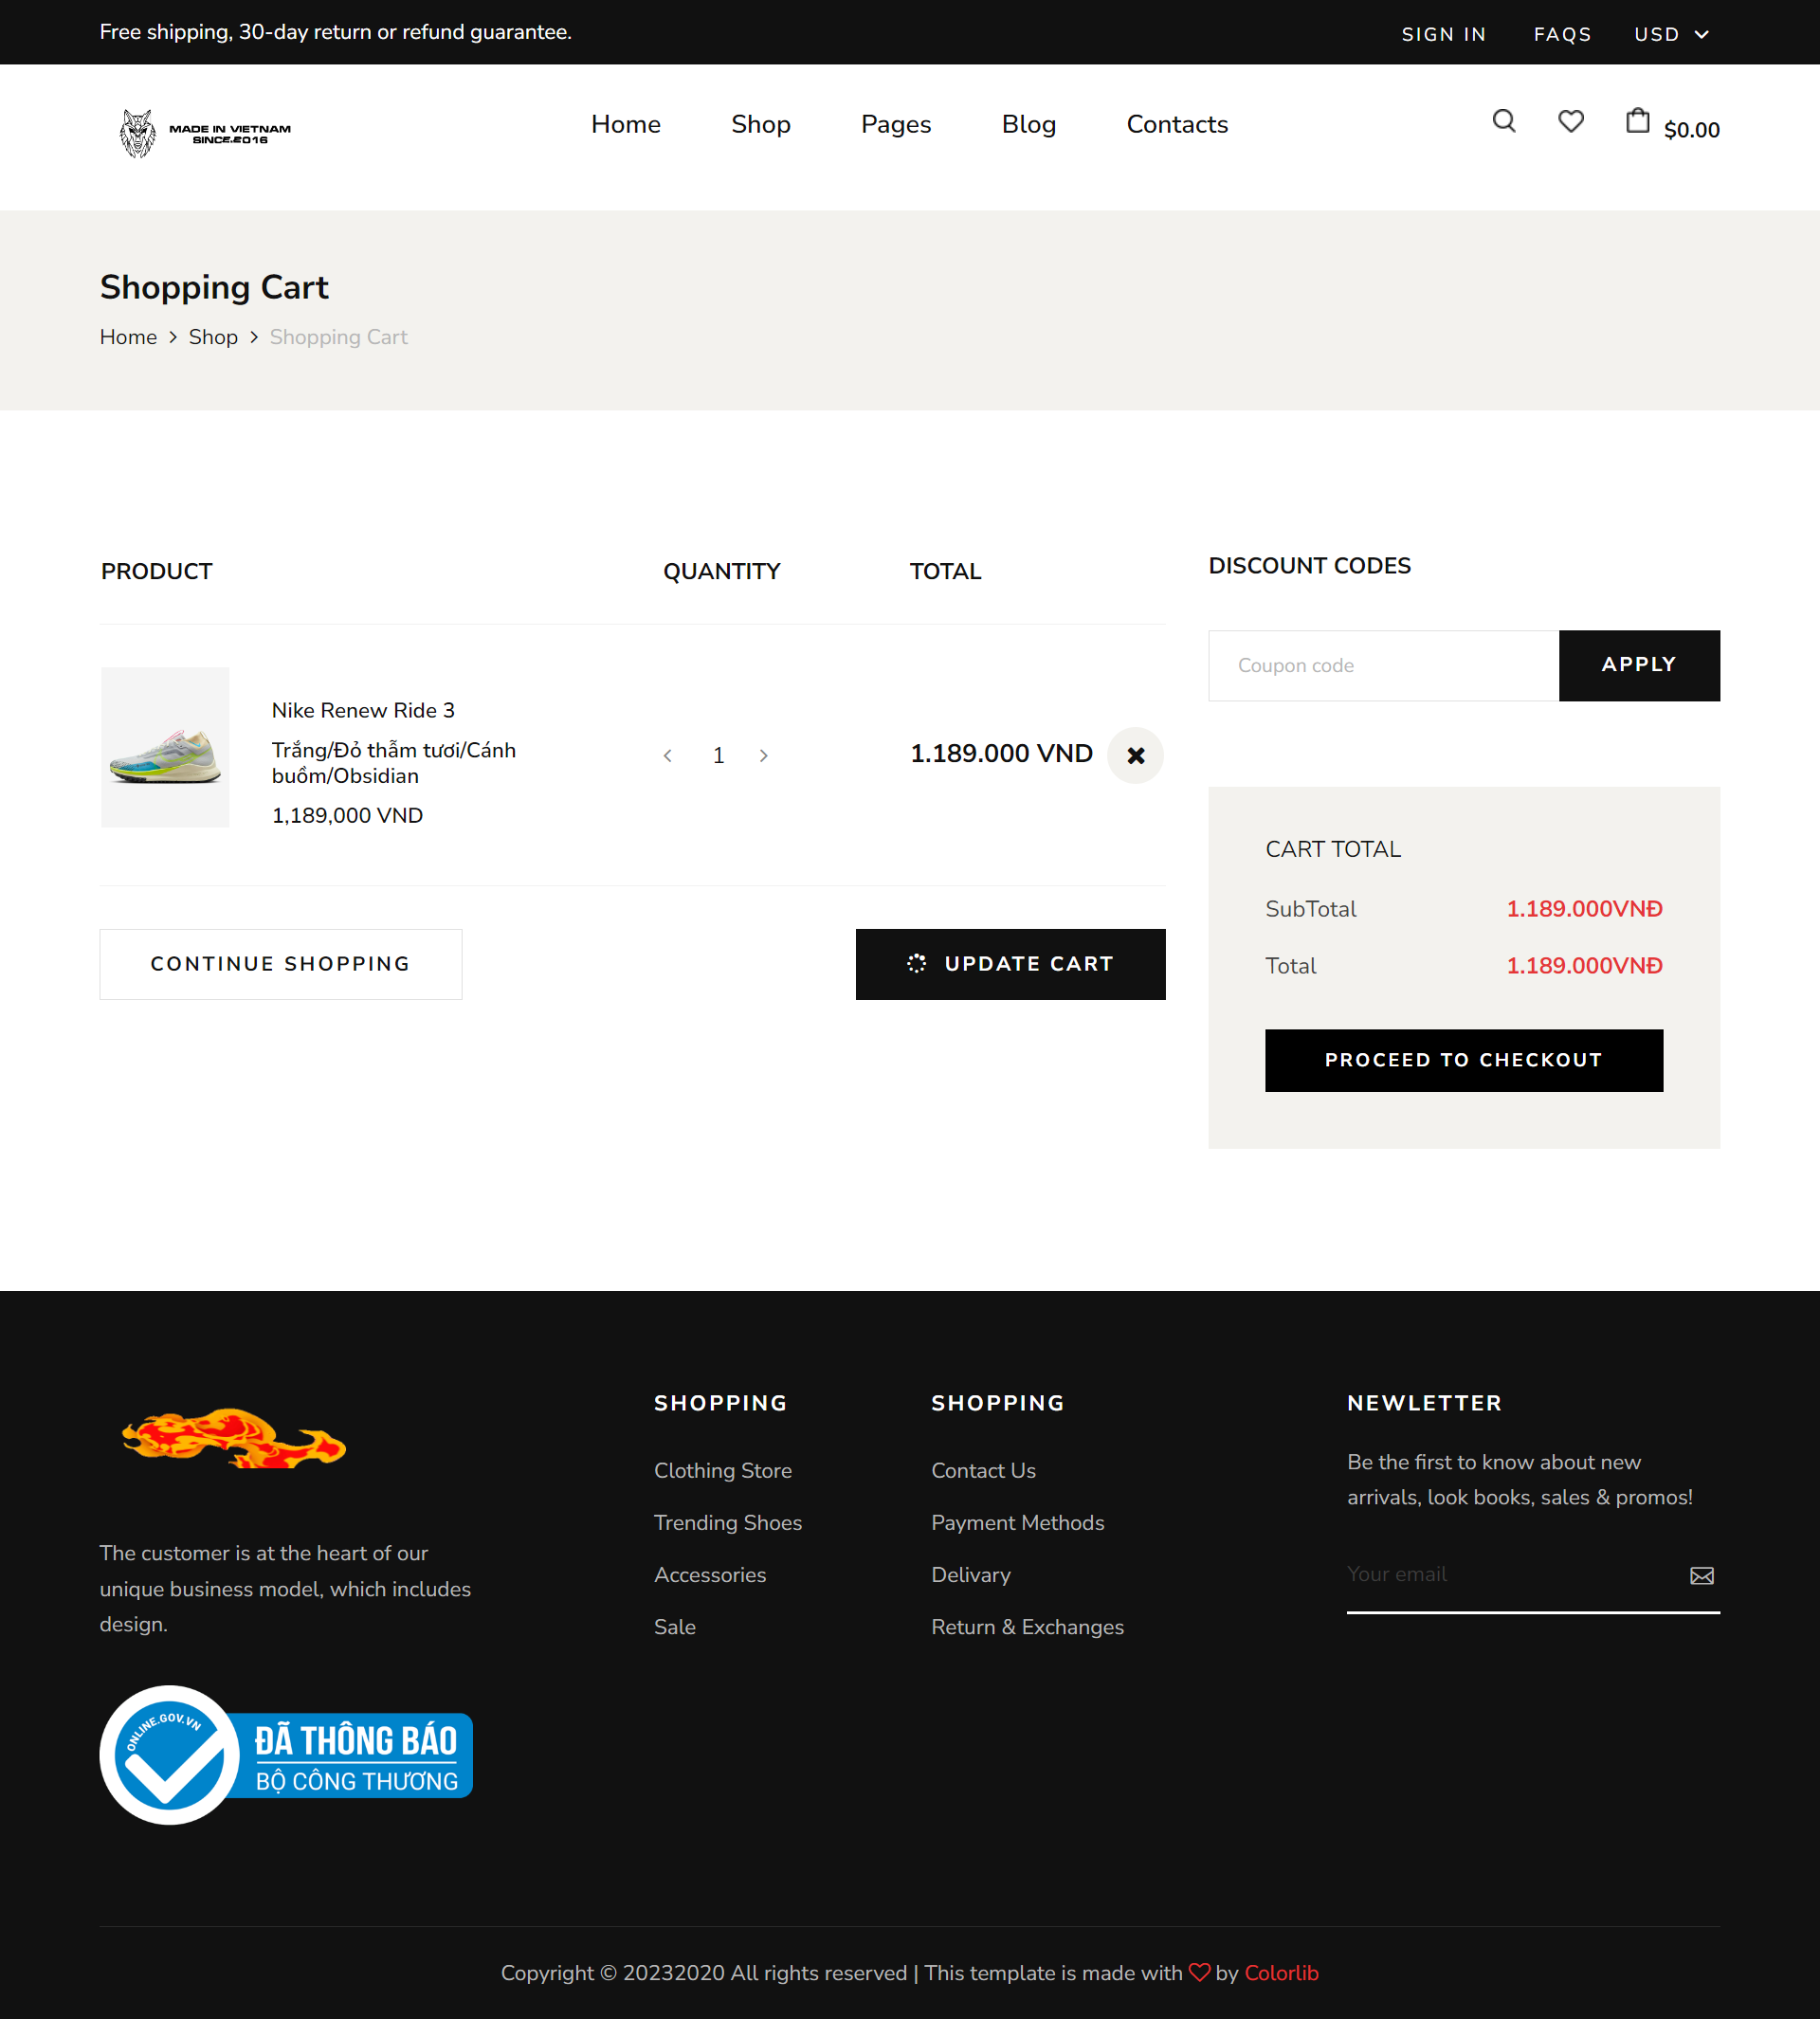 Free shipping, 30-day return or refund guarantee.
SIGN IN FAQS USD
MADE IN VIETNAM
SINCE.2016
Home Shop Pages Blog Contacts
$0.00
Shopping Cart
Home > Shop > Shopping Cart
PRODUCT QUANTITY TOTAL
Nike Renew Ride 3
Trắng/Đỏ thẫm tươi/Cánh
buồm/Obsidian
1,189,000 VND
1
1.189.000 VND
CONTINUE SHOPPING
UPDATE CART
DISCOUNT CODES
Coupon code
APPLY
CART TOTAL
SubTotal 1.189.000VNĐ
Total 1.189.000VNĐ
PROCEED TO CHECKOUT
The customer is at the heart of our
unique business model, which includes
design.
ONLINE.GOV.VN
ĐÃ THÔNG BÁO
BỘ CÔNG THƯƠNG
SHOPPING
Clothing Store
Trending Shoes
Accessories
Sale
SHOPPING
Contact Us
Payment Methods
Delivary
Return & Exchanges
NEWLETTER
Be the first to know about new
arrivals, look books, sales & promos!
Your email
Copyright © 20232020 All rights reserved | This template is made with ♡ by Colorlib